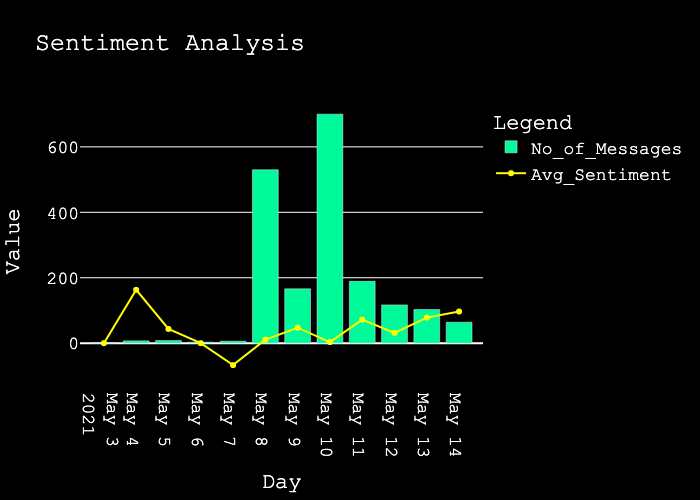 Sentiment Analysis
Legend
No_of_Messages
Avg_Sentiment
Value
600
400
200
0
May 3
2021
May 4
May 5
May 6
May 7
May 8
May 9
May 10
May 11
May 12
May 13
May 14
Day